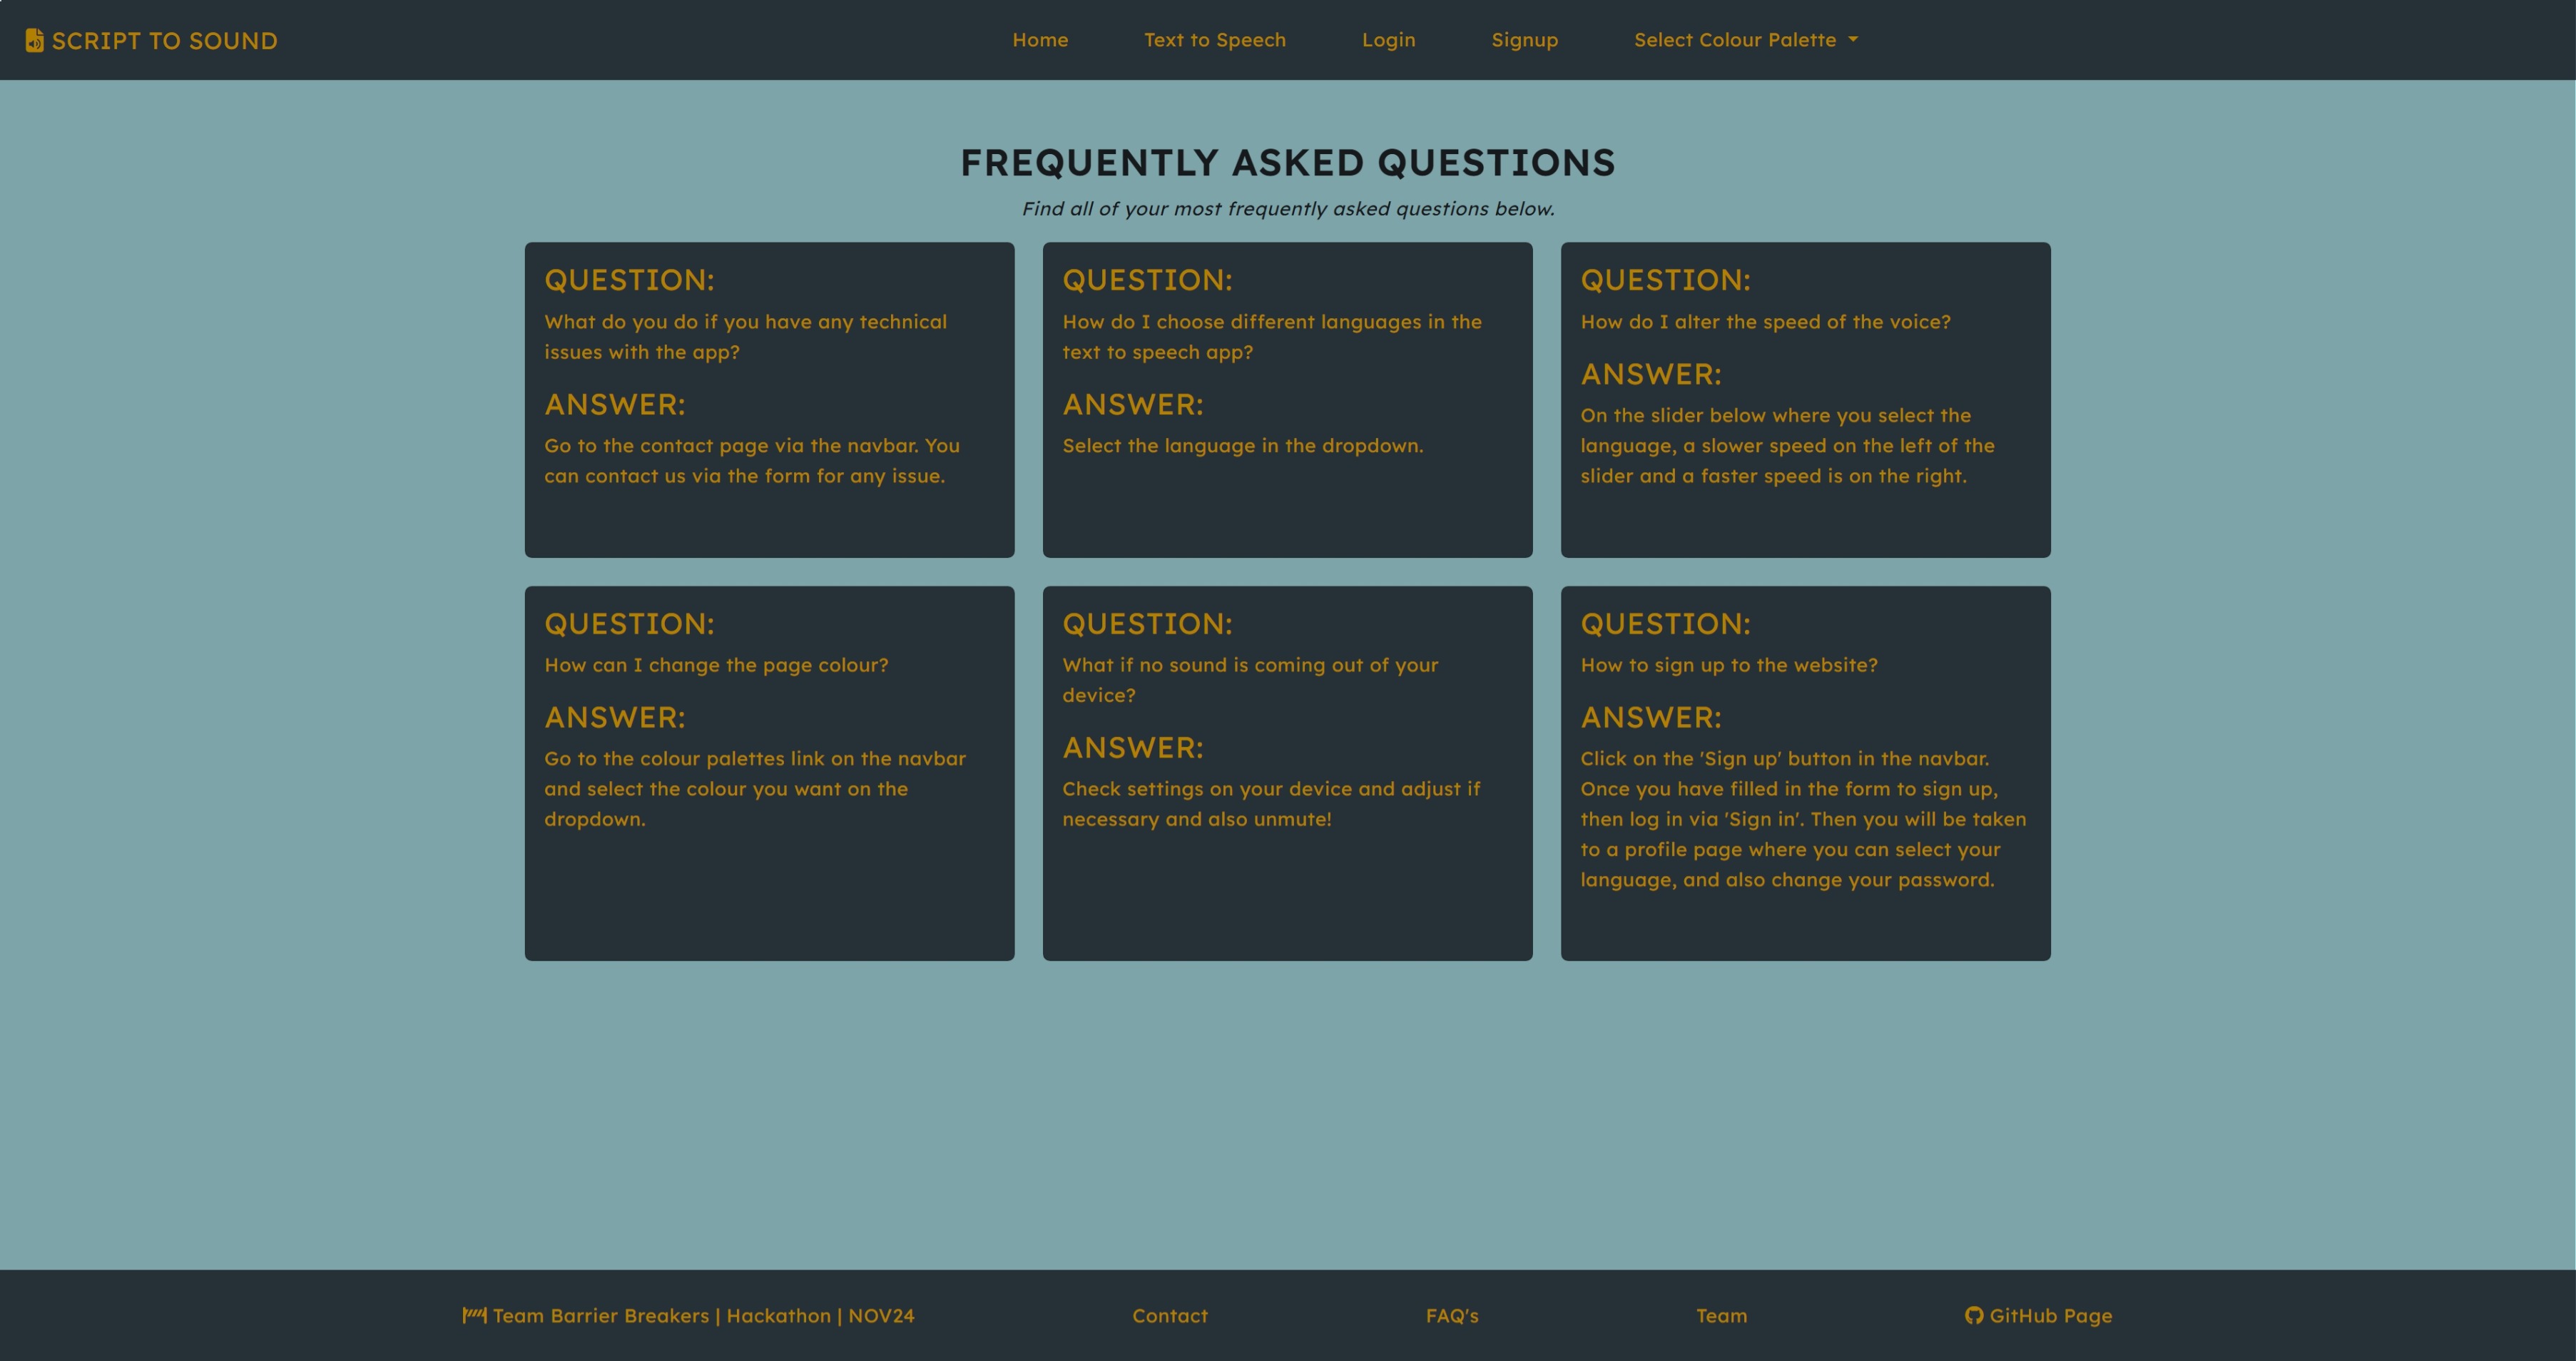 SCRIPT TO SOUND
Home
Text to Speech
Login
Signup
Select Colour Palette
FREQUENTLY ASKED QUESTIONS
Find all of your most frequently asked questions below.
QUESTION:
What do you do if you have any technical
issues with the app?
ANSWER:
Go to the contact page via the navbar. You
can contact us via the form for any issue.
QUESTION:
How do I choose different languages in the
text to speech app?
ANSWER:
Select the language in the dropdown.
QUESTION:
How do I alter the speed of the voice?
ANSWER:
On the slider below where you select the
language, a slower speed on the left of the
slider and a faster speed is on the right.
QUESTION:
How can I change the page colour?
ANSWER:
Go to the colour palettes link on the navbar
and select the colour you want on the
dropdown.
QUESTION:
What if no sound is coming out of your
device?
ANSWER:
Check settings on your device and adjust if
necessary and also unmute!
QUESTION:
How to sign up to the website?
ANSWER:
Click on the 'Sign up' button in the navbar.
Once you have filled in the form to sign up,
then log in via 'Sign in'. Then you will be taken
to a profile page where you can select your
language, and also change your password.
Team Barrier Breakers | Hackathon | NOV24
Contact
FAQ's
Team
GitHub Page